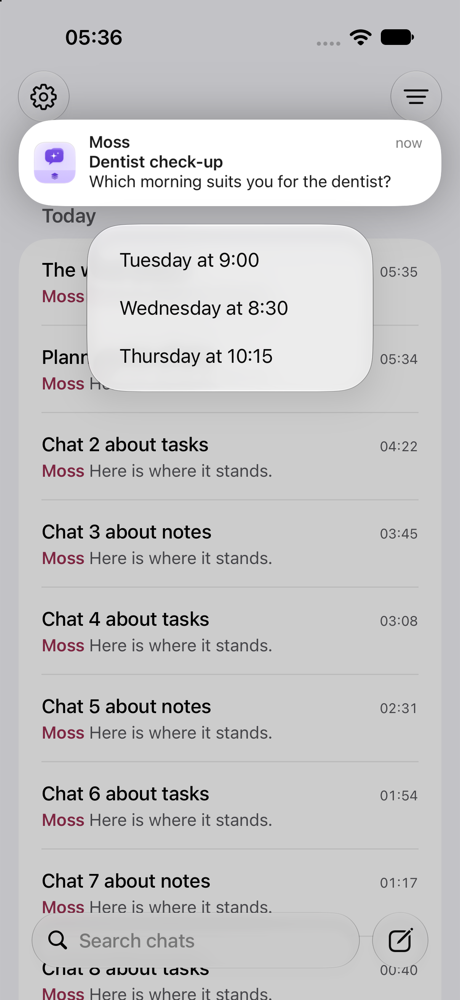 05:36
Moss
now
Dentist check-up
Which morning suits you for the dentist?
Today
Tuesday at 9:00
Wednesday at 8:30
Thursday at 10:15
The
05:35
Moss
05:34
Moss
Chat 2 about tasks
04:22
Moss Here is where it stands.
Chat 3 about notes
03:45
Moss Here is where it stands.
Chat 4 about tasks
03:08
Moss Here is where it stands.
Chat 5 about notes
02:31
Moss Here is where it stands.
Chat 6 about tasks
01:54
Moss Here is where it stands.
Chat 7 about notes
01:17
Moss Here is where it stands.
Search chats
Chat 8 about tasks
00:40
Moss Here is where it stands.